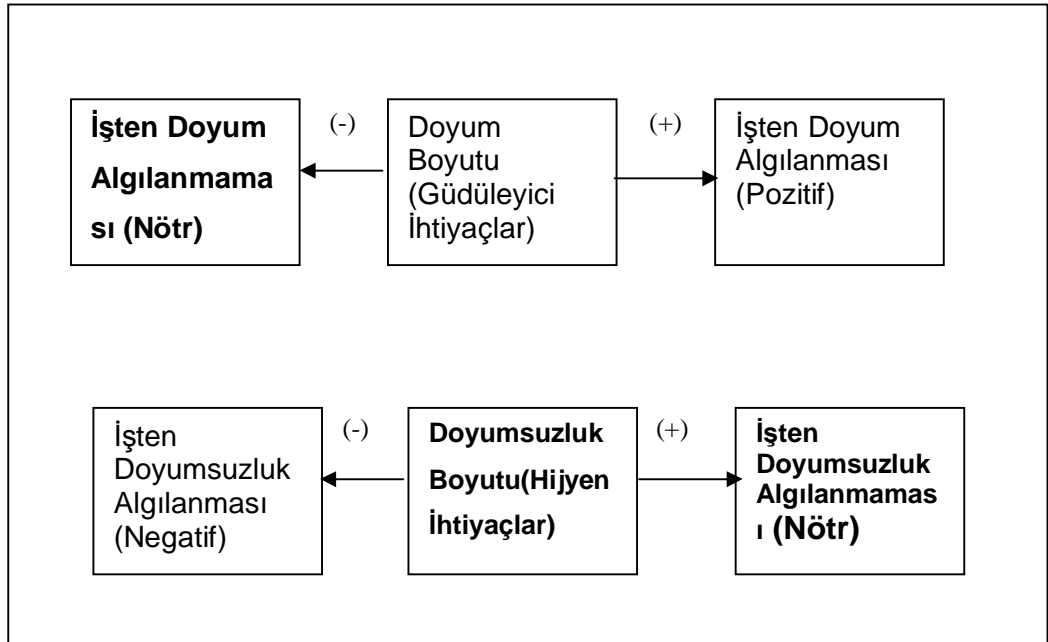 İşten Doyum
Algılanmama
sı (Nötr)
(-)
Doyum
Boyutu
(Güdüleyici
İhtiyaçlar)
(+)
İşten Doyum
Algılanması
(Pozitif)
İşten
Doyumsuzluk
Algılanması
(Negatif)
(-)
Doyumsuzluk
Boyutu(Hijyen
İhtiyaçlar)
(+)
İşten
Doyumsuzluk
Algılanmamas
ı (Nötr)